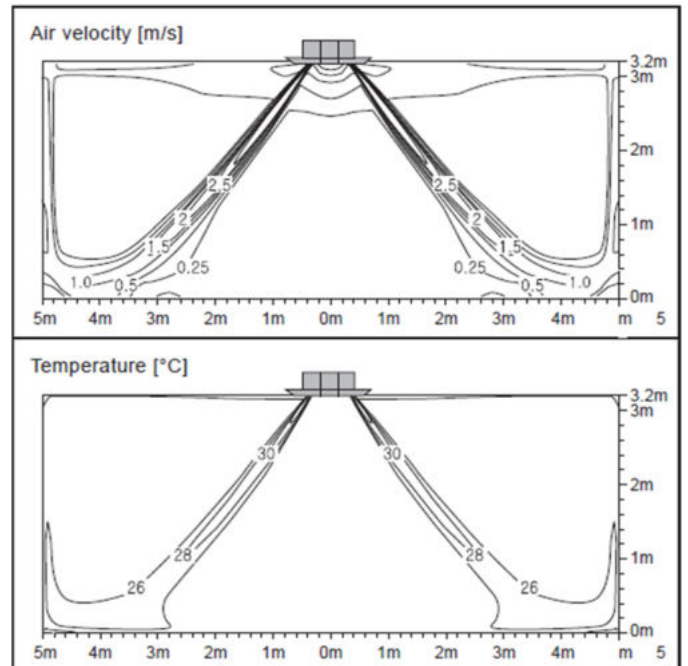 Air velocity [m/s]
3.2m
3m
2m
2.5 2.5
2 2
1m
1.5 1.5
0.25 0.25
1.0 0.5 0.5 1.0
0m
5m 4m 3m 2m 1m 0m 1m 2m 3m 4m m 5
Temperature [°C]
3.2m
3m
30 30
2m
28 28
1m
26 26
0m
5m 4m 3m 2m 1m 0m 1m 2m 3m 4m m 5